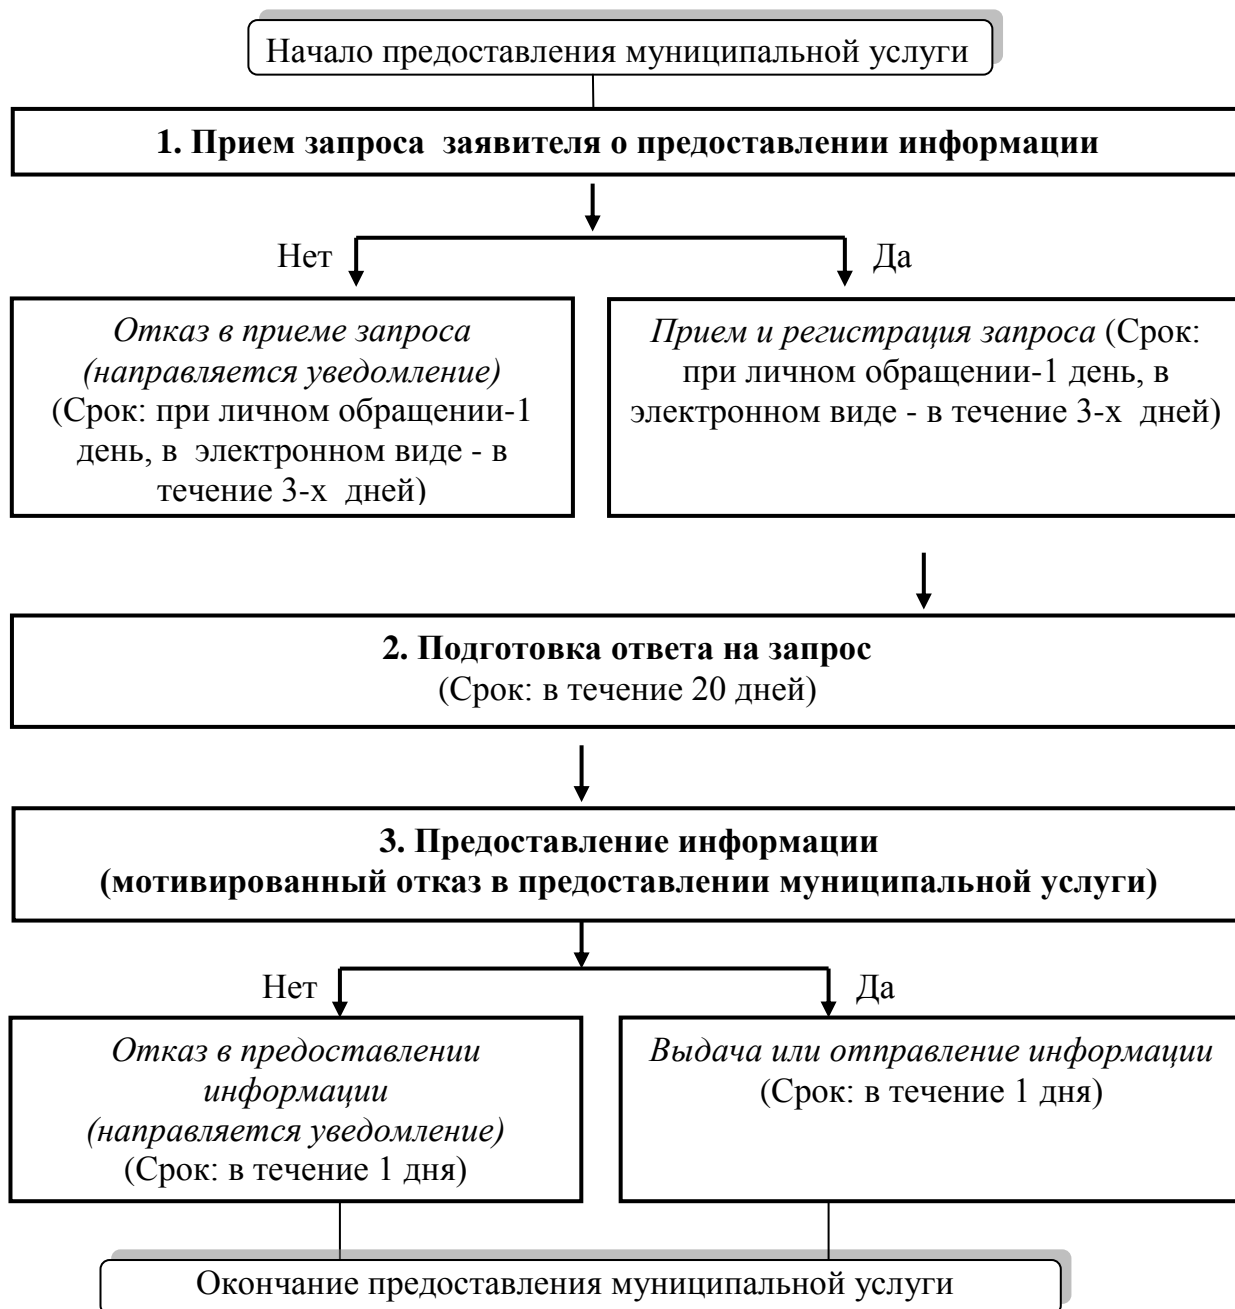 Начало предоставления муниципальной услуги
1. Прием запроса  заявителя о предоставлении информации
Нет
Да
Отказ в приеме запроса
(направляется уведомление)
(Срок: при личном обращении-1
день, в  электронном виде - в
течение 3-х  дней)
Прием и регистрация запроса (Срок:
при личном обращении-1 день, в
электронном виде - в течение 3-х  дней)
2. Подготовка ответа на запрос
(Срок: в течение 20 дней)
3. Предоставление информации
(мотивированный отказ в предоставлении муниципальной услуги)
Нет
Да
Отказ в предоставлении
информации
(направляется уведомление)
(Срок: в течение 1 дня)
Выдача или отправление информации
(Срок: в течение 1 дня)
Окончание предоставления муниципальной услуги